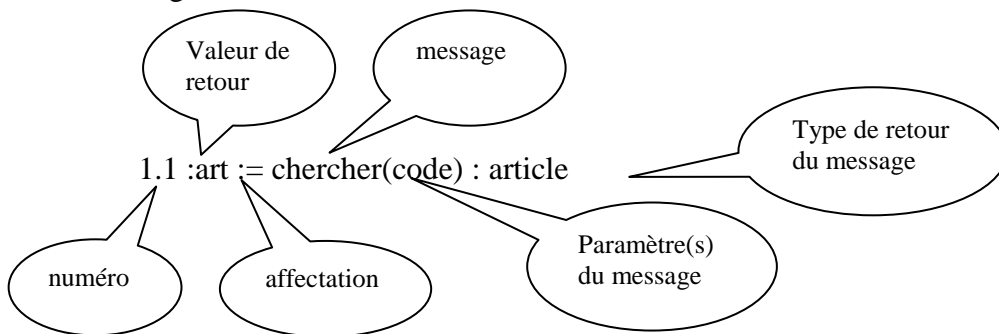 Valeur de
retour
message
Type de retour
du message
1.1 :art := chercher(code) : article
numéro
affectation
Paramètre(s)
du message